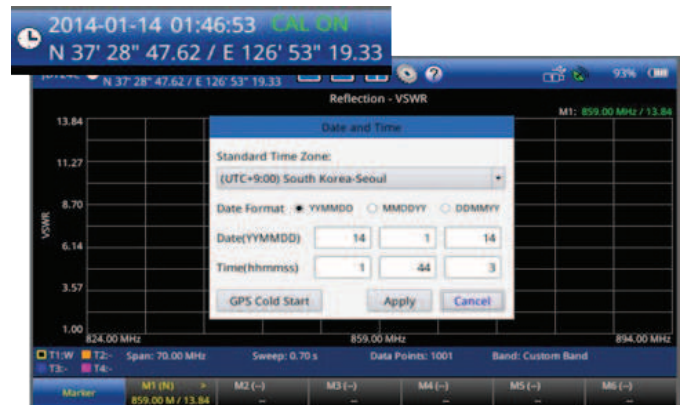 2014-01-14 01:46:53 CAL ON
N 37' 28" 47.62 / E 126' 53" 19.33
N 37' 28" 47.62 / E 126' 53" 19.33
93%
Reflection - VSWR
M1: 859.00 MHz / 13.84
Date and Time
Standard Time Zone:
(UTC+9:00) South Korea-Seoul
Date Format YYMMDD MMDDYY DDMMYY
Date(YYMMDD) 14 1 14
Time(hhmmss) 1 44 3
GPS Cold Start Apply Cancel
VSWR
13.84
11.27
8.70
6.14
3.57
1.00
824.00 MHz 859.00 MHz 894.00 MHz
T1:W T2:- Span: 70.00 MHz Sweep: 0.70 s Data Points: 1001 Band: Custom Band
T3:- T4:-
Marker M1 (N) > M2 (--) M3 (--) M4 (--) M5 (--) M6 (--)
859.00 M / 13.84 -- -- -- -- --